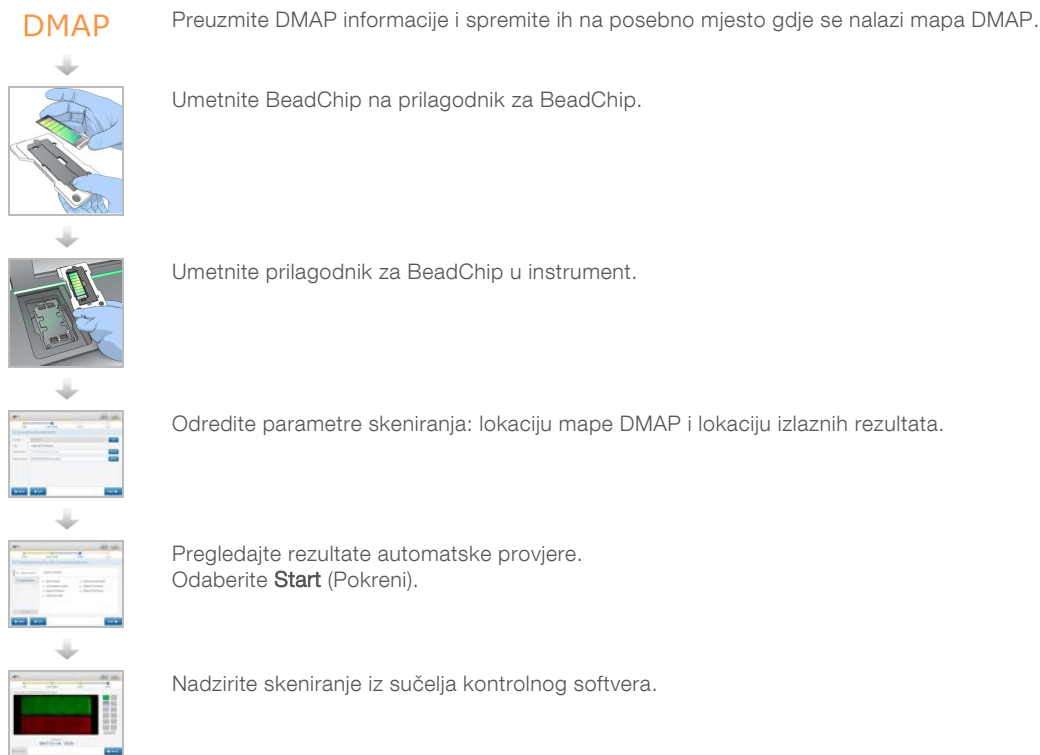 DMAP
Preuzmite DMAP informacije i spremite ih na posebno mjesto gdje se nalazi mapa DMAP.
Umetnite BeadChip na prilagodnik za BeadChip.
Umetnite prilagodnik za BeadChip u instrument.
Odredite parametre skeniranja: lokaciju mape DMAP i lokaciju izlaznih rezultata.
Pregledajte rezultate automatske provjere.
Odaberite Start (Pokreni).
Nadzirite skeniranje iz sučelja kontrolnog softvera.